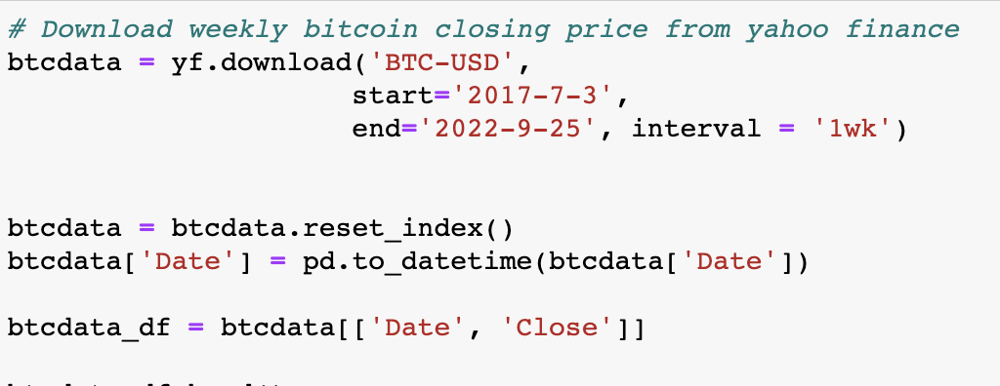 # Download weekly bitcoin closing price from yahoo finance
btcdata = yf.download('BTC-USD',
start='2017-7-3',
end='2022-9-25', interval = '1wk')
btcdata = btcdata.reset_index()
btcdata['Date'] = pd.to_datetime(btcdata['Date'])
btcdata_df = btcdata[['Date', 'Close']]